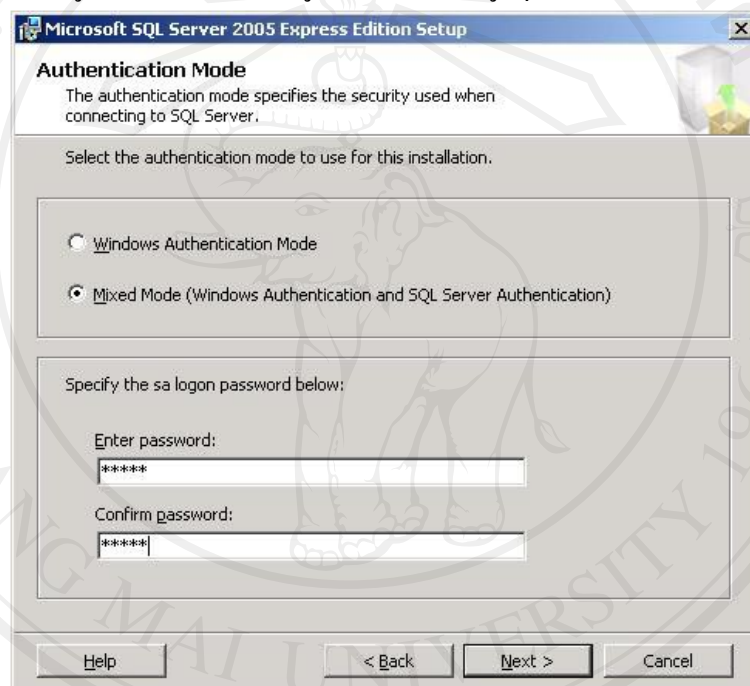 Microsoft SQL Server 2005 Express Edition Setup
Authentication Mode
The authentication mode specifies the security used when
connecting to SQL Server.
Select the authentication mode to use for this installation.
Windows Authentication Mode
Mixed Mode (Windows Authentication and SQL Server Authentication)
Specify the sa logon password below:
Enter password:
*****
Confirm password:
*****
Help
< Back
Next >
Cancel
MAI UNIVERSITY